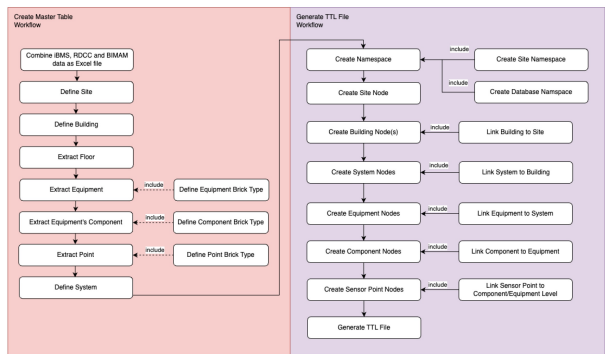 Create Master Table
Workflow
Combine iBMS, RDCC and BIMAM
data as Excel file
Define Site
Define Building
Extract Floor
Extract Equipment
include
Define Equipment Brick Type
Extract Equipment's Component
include
Define Component Brick Type
Extract Point
include
Define Point Brick Type
Define System
Generate TTL File
Workflow
Create Namespace
include
Create Site Namespace
include
Create Database Namspace
Create Site Node
Create Building Node(s)
include
Link Building to Site
Create System Nodes
include
Link System to Building
Create Equipment Nodes
include
Link Equipment to System
Create Component Nodes
include
Link Component to Equipment
Create Sensor Point Nodes
include
Link Sensor Point to
Component/Equipment Level
Generate TTL File